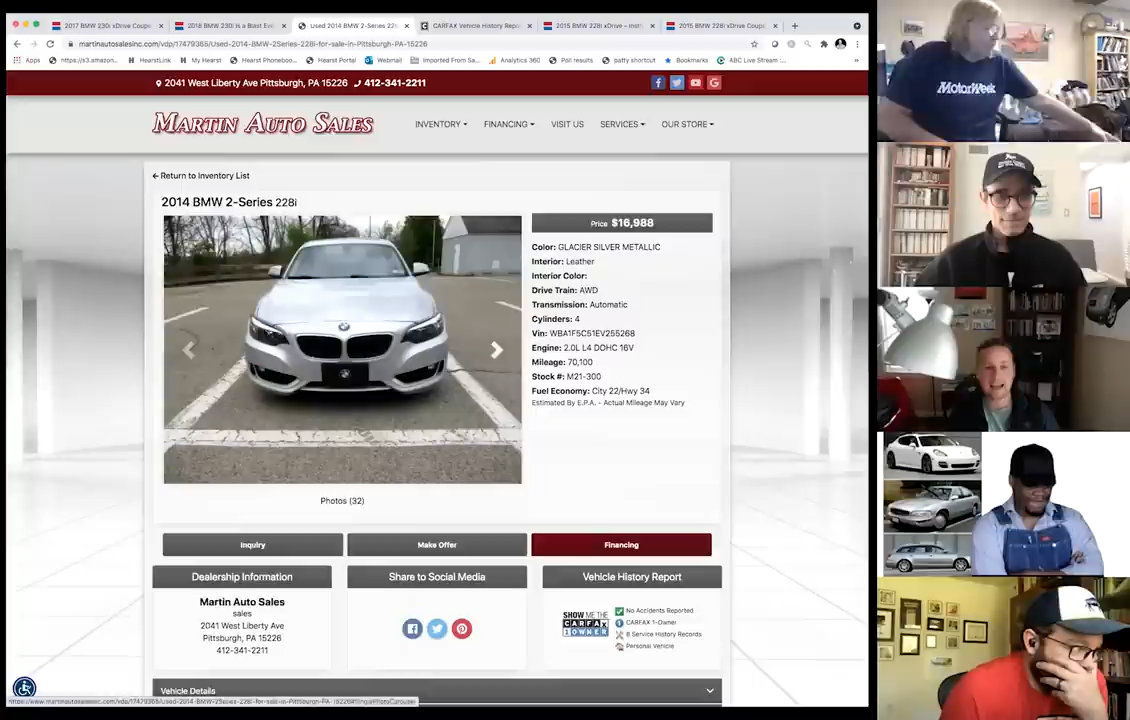 2017 BMW 230i xDrive Coupe
2018 BMW 230i is a Blast Eve
Used 2014 BMW 2-Series 22
CARFAX Vehicle History Repo
2015 BMW 228i xDrive – Insta
2015 BMW 228i xDrive Coup
martinautosalesinc.com/vdp/17479365/Used-2014-BMW-2Series-228i-for-sale-in-Pittsburgh-PA-15226
Apps
https://s3.amazon...
HearstLink
My Hearst
Hearst Phoneboo...
Hearst Portal
Webmail
Imported From Sa...
Analytics 360
Poll results
patty shortcut
Bookmarks
ABC Live Stream :...
2041 West Liberty Ave Pittsburgh, PA 15226
412-341-2211
MARTIN AUTO SALES
INVENTORY
FINANCING
VISIT US
SERVICES
OUR STORE
Return to Inventory List
2014 BMW 2-Series 228i
Price $16,988
Color: GLACIER SILVER METALLIC
Interior: Leather
Interior Color:
Drive Train: AWD
Transmission: Automatic
Cylinders: 4
Vin: WBA1F5C51EV255268
Engine: 2.0L L4 DOHC 16V
Mileage: 70,100
Stock #: M21-300
Fuel Economy: City 22/Hwy 34
Estimated By E.P.A. - Actual Mileage May Vary
Photos (32)
Inquiry
Make Offer
Financing
Dealership Information
Share to Social Media
Vehicle History Report
Martin Auto Sales
sales
2041 West Liberty Ave
Pittsburgh, PA 15226
412-341-2211
SHOW ME THE
CARFAX
1 OWNER
No Accidents Reported
CARFAX 1-Owner
8 Service History Records
Personal Vehicle
Vehicle Details
https://www.martinautosalesinc.com/vdp/17479365/Used-2014-BMW-2Series-228i-for-sale-in-Pittsburgh-PA-15226#SinglePhotoCarousel
MotorWeek